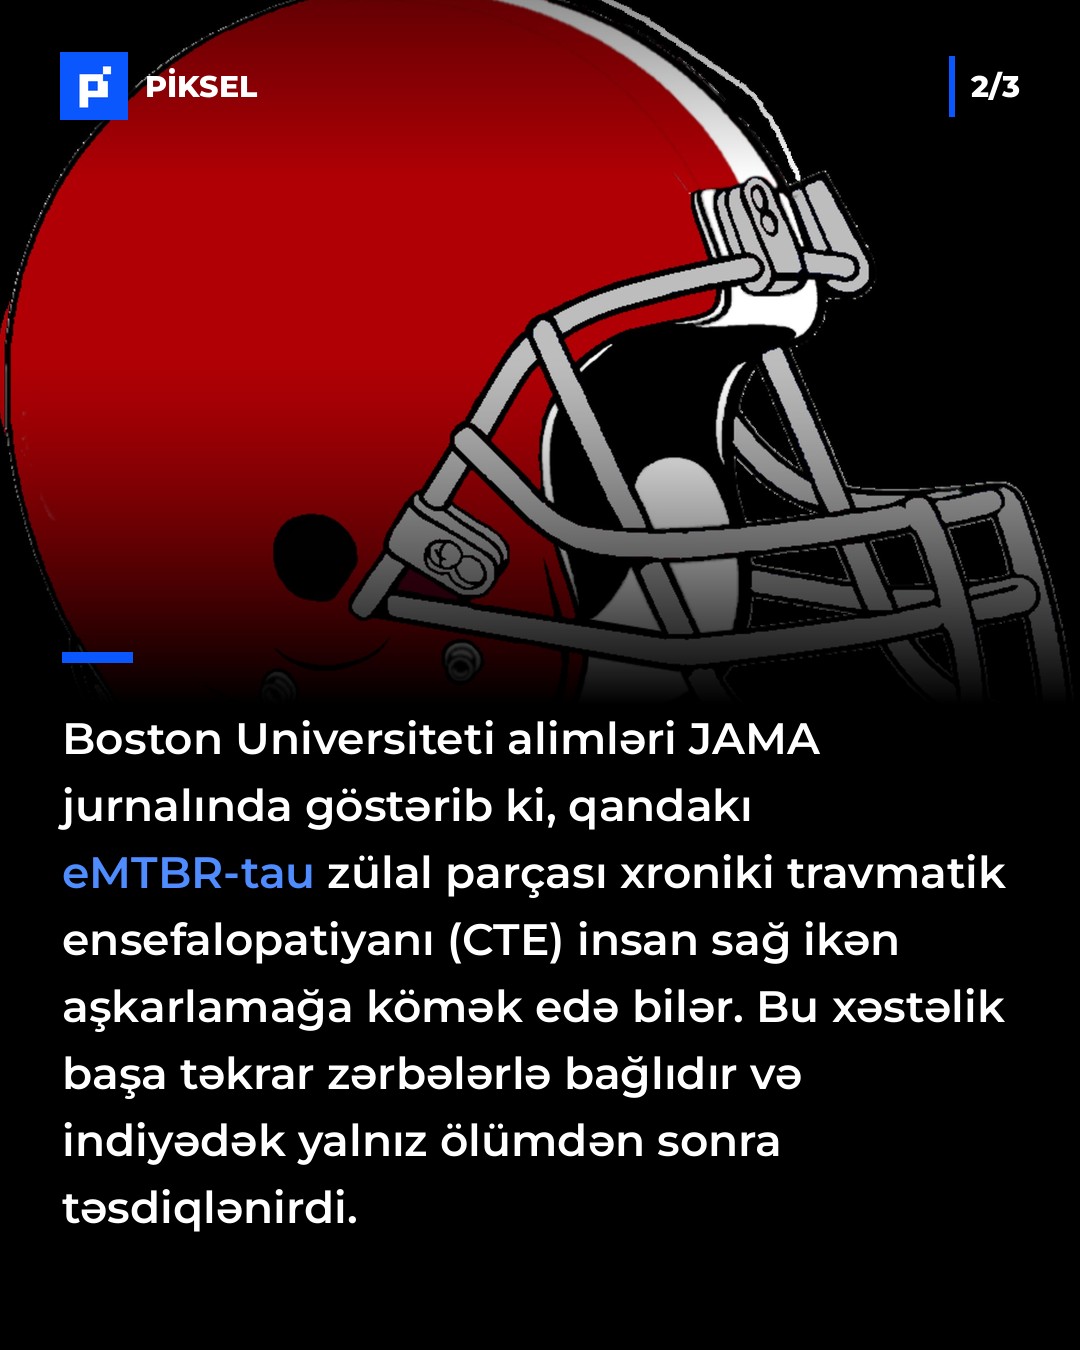 PİKSEL
2/3
Boston Universiteti alimləri JAMA
jurnalında göstərib ki, qandakı
eMTBR-tau zülal parçası xroniki travmatik
ensefalopatiyanı (CTE) insan sağ ikən
aşkarlamağa kömək edə bilər. Bu xəstəlik
başa təkrar zərbələrlə bağlıdır və
indiyədək yalnız ölümdən sonra
təsdiqlənirdi.